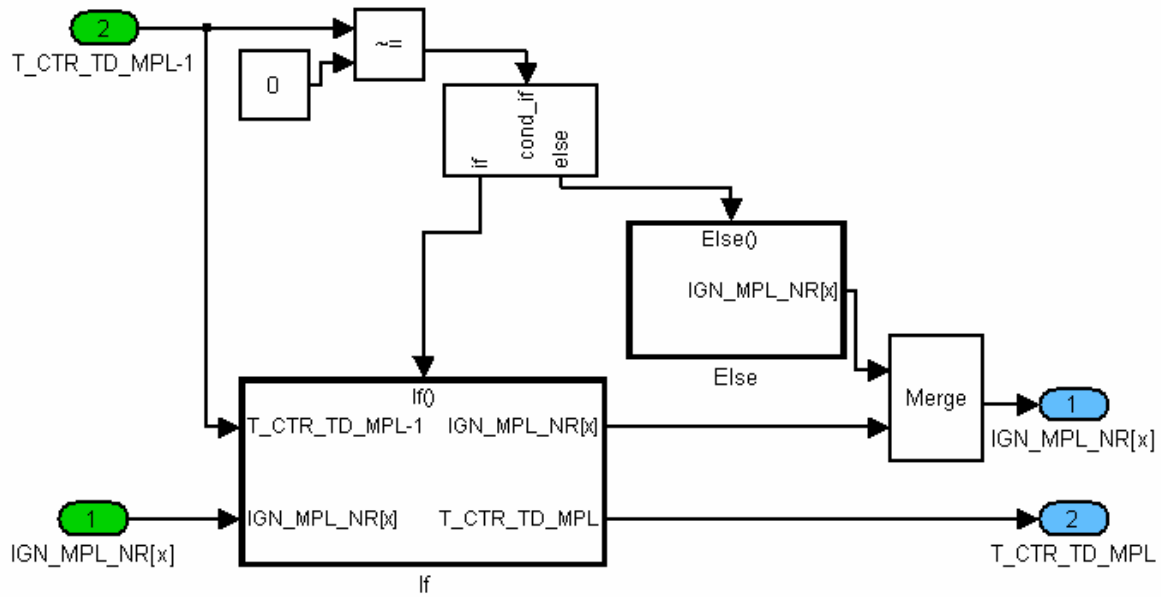 2
T_CTR_TD_MPL-1
0
~=
if
cond_if
else
Else()
IGN_MPL_NR[x]
Else
If()
T_CTR_TD_MPL-1
IGN_MPL_NR[x]
Merge
1
IGN_MPL_NR[x]
1
IGN_MPL_NR[x]
IGN_MPL_NR[x]
T_CTR_TD_MPL
2
T_CTR_TD_MPL
If